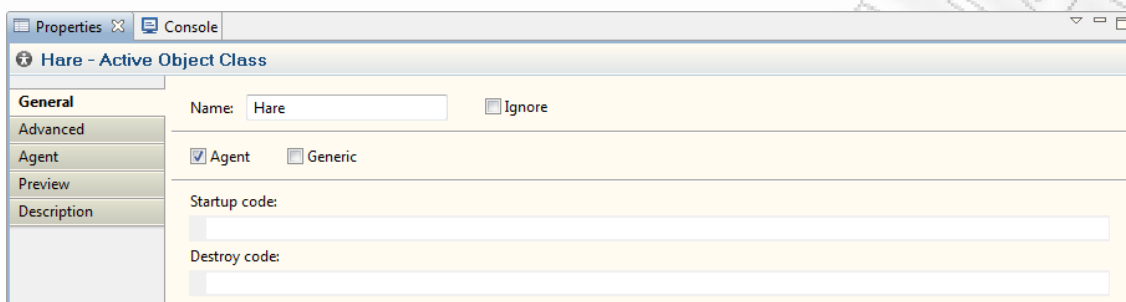 Properties Console
Hare - Active Object Class
General
Name: Hare Ignore
Advanced
Agent
Agent Generic
Preview
Description
Startup code:
Destroy code: